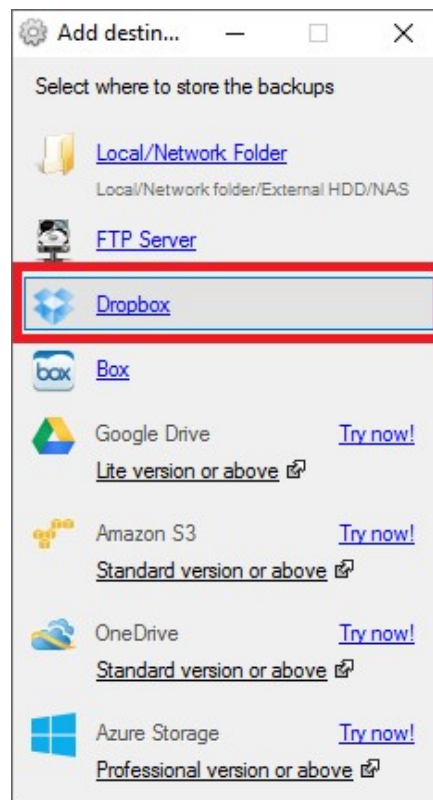 Add destin...
Select where to store the backups
Local/Network Folder
Local/Network folder/External HDD/NAS
FTP Server
Dropbox
box Box
Google Drive Try now!
Lite version or above
Amazon S3 Try now!
Standard version or above
OneDrive Try now!
Standard version or above
Azure Storage Try now!
Professional version or above